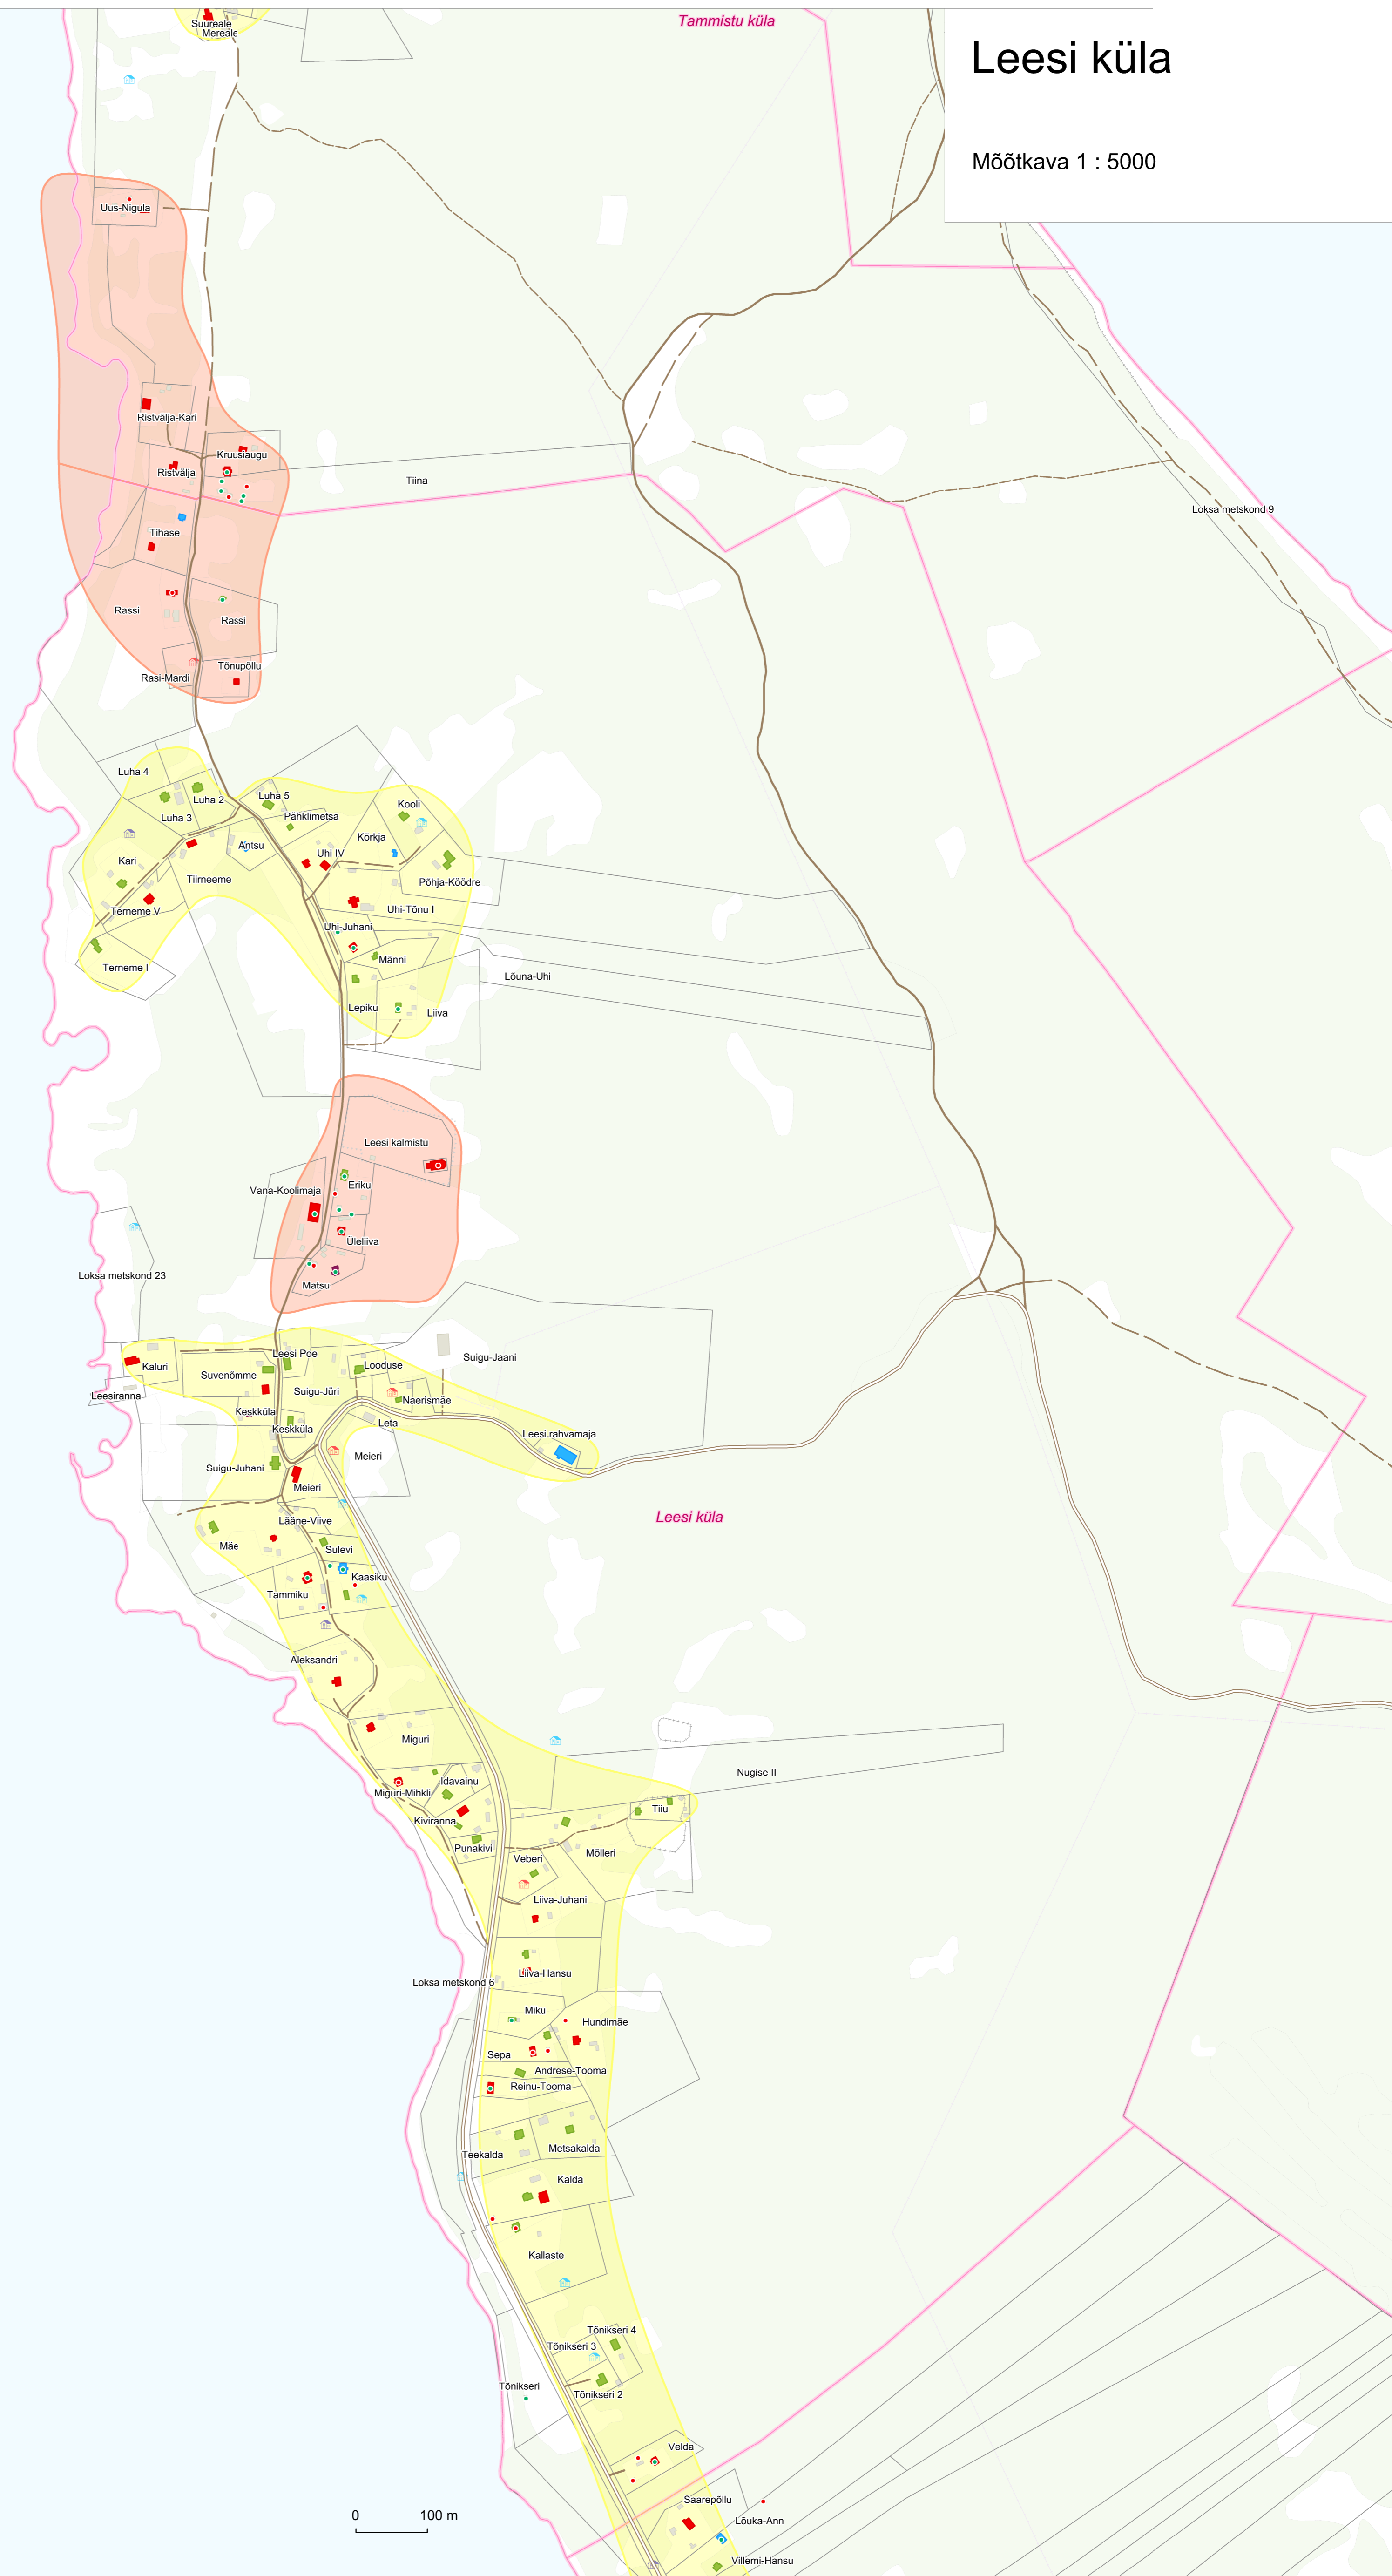 Suureale
Mereale
Tammistu küla
Leesi küla
Mõõtkava 1 : 5000
Uus-Nigula
Ristvälja-Kari
Kruusiaugu
Ristvälja
Tiina
Loksa metskond 9
Tihase
Rassi
Rassi
Tõnupõllu
Rasi-Mardi
Luha 4
Luha 2
Luha 5
Luha 3
Pähklimetsa
Kooli
Kõrkja
Antsu
Uhi IV
Kari
Tiirneeme
Põhja-Köödre
Terneme V
Uhi-Tõnu I
Uhi-Juhani
Männi
Terneme I
Lõuna-Uhi
Lepiku
Liiva
Leesi kalmistu
Eriku
Vana-Koolimaja
Üleliiva
Loksa metskond 23
Matsu
Leesi Poe
Suigu-Jaani
Kaluri
Looduse
Suvenõmme
Suigu-Jüri
Leesiranna
Naerismäe
Keskküla
Leta
Keskküla
Leesi rahvamaja
Meieri
Suigu-Juhani
Meieri
Leesi küla
Lääne-Viive
Mäe
Sulevi
Kaasiku
Tammiku
Aleksandri
Miguri
Nugise II
Idavainu
Miguri-Mihkli
Tiiu
Kiviranna
Punakivi
Mölleri
Veberi
Liiva-Juhani
Liiva-Hansu
Loksa metskond 6
Miku
Hundimäe
Sepa
Andrese-Tooma
Reinu-Tooma
Metsakalda
Teekalda
Kalda
Kallaste
Tõnikseri 4
Tõnikseri 3
Tõnikseri
Tõnikseri 2
Velda
Saarepõllu
0 100 m
Lõuka-Ann
Villemi-Hansu